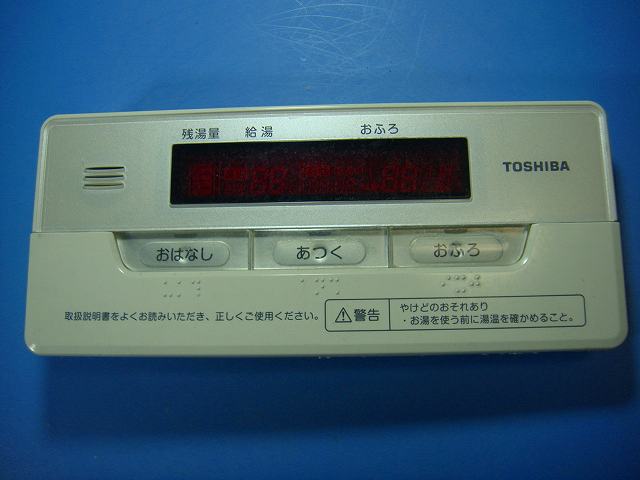 残湯量 給湯 おふろ
TOSHIBA
おはなし あつく おふろ
取扱説明書をよくお読みいただき、正しくご使用ください。
⚠警告
やけどのおそれあり
・お湯を使う前に湯温を確かめること。